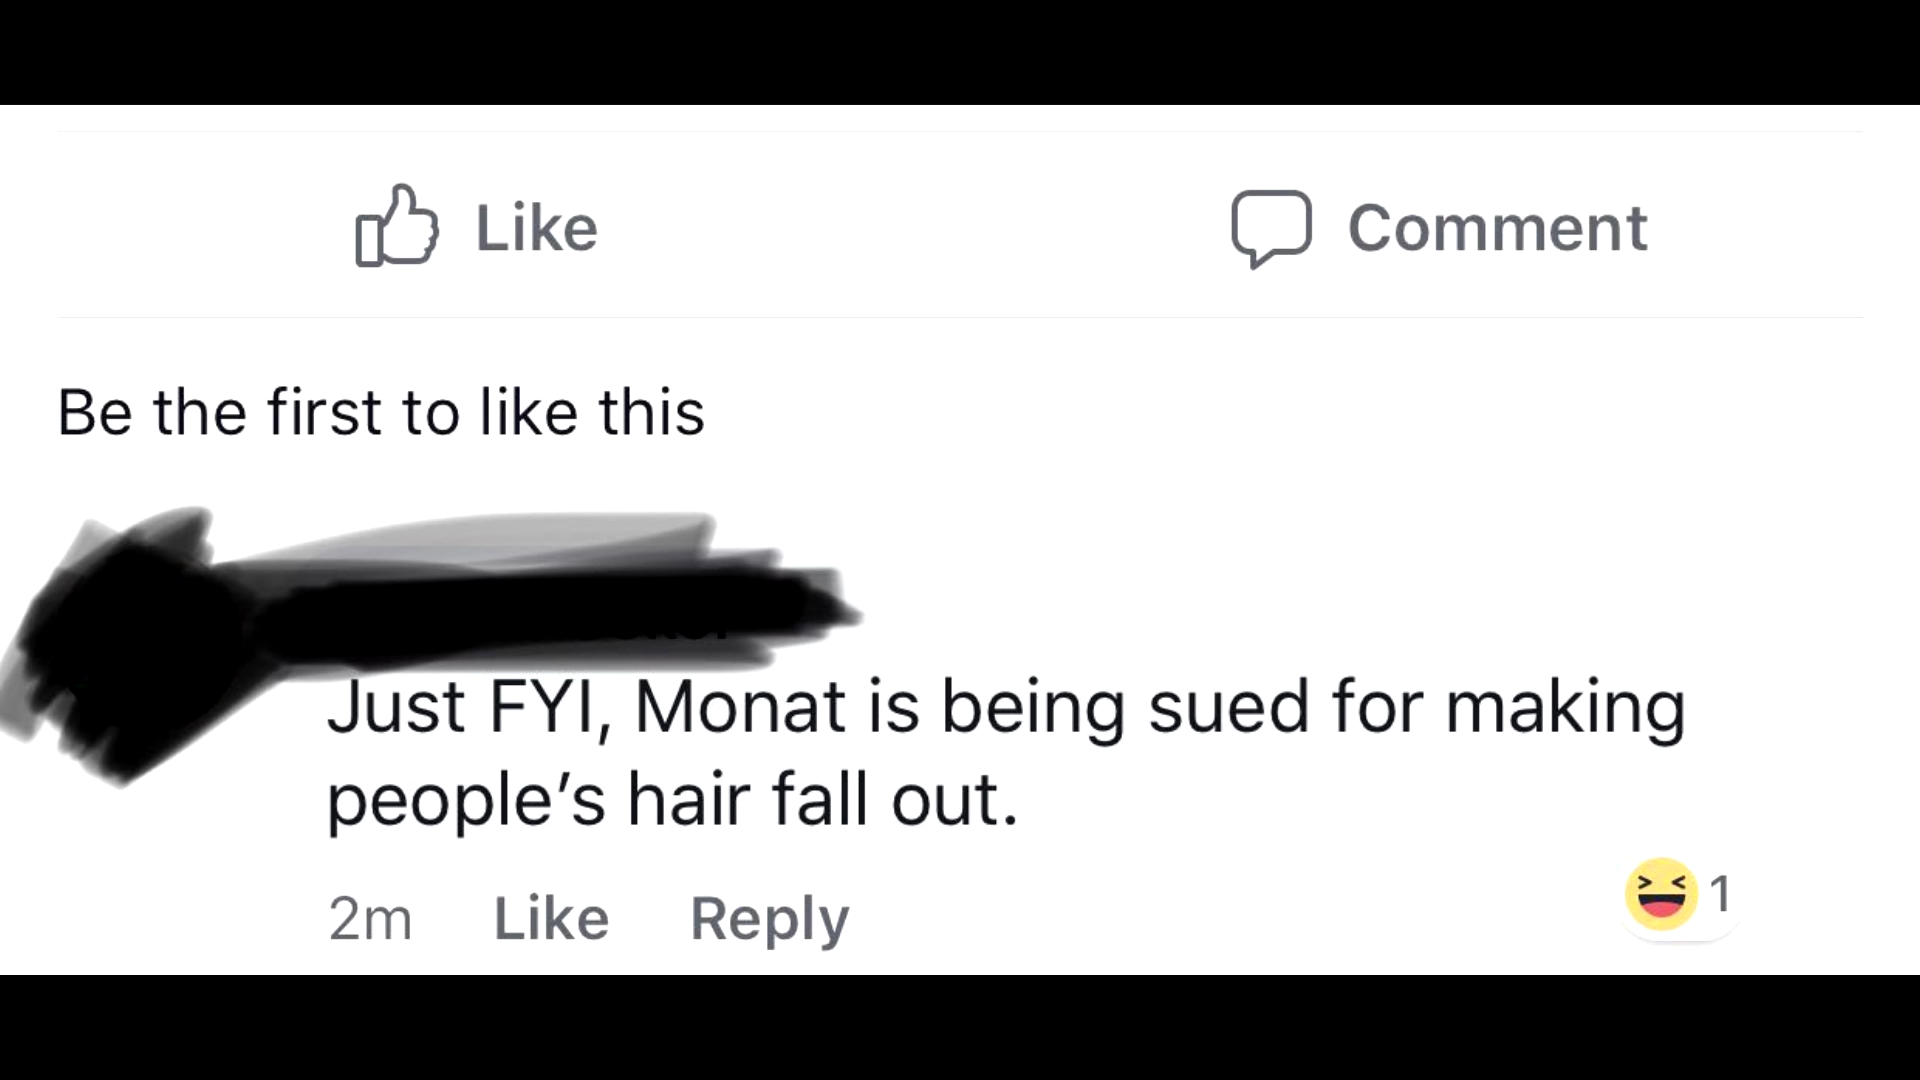 Like
Comment
Be the first to like this
Just FYI, Monat is being sued for making
people’s hair fall out.
2m Like Reply
1